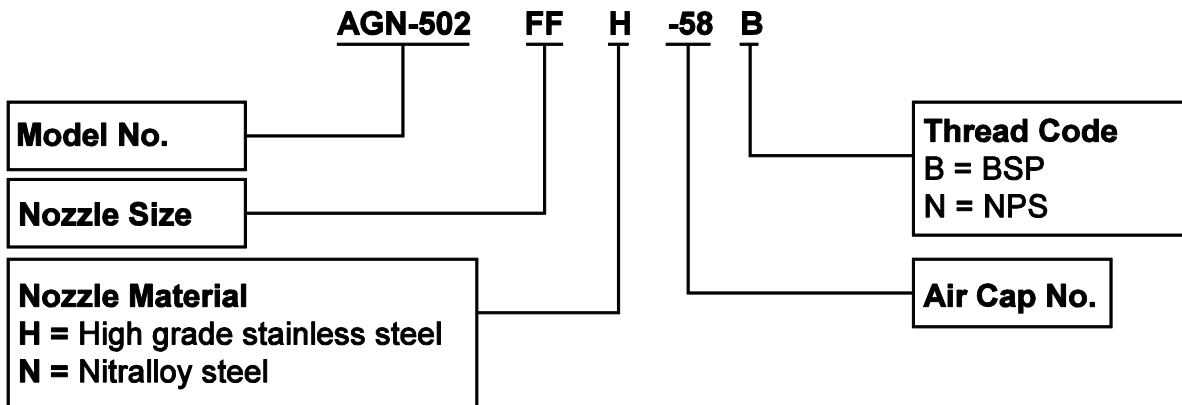 AGN-502 FF H -58 B
Model No.
Nozzle Size
Nozzle Material
H = High grade stainless steel
N = Nitralloy steel
Thread Code
B = BSP
N = NPS
Air Cap No.